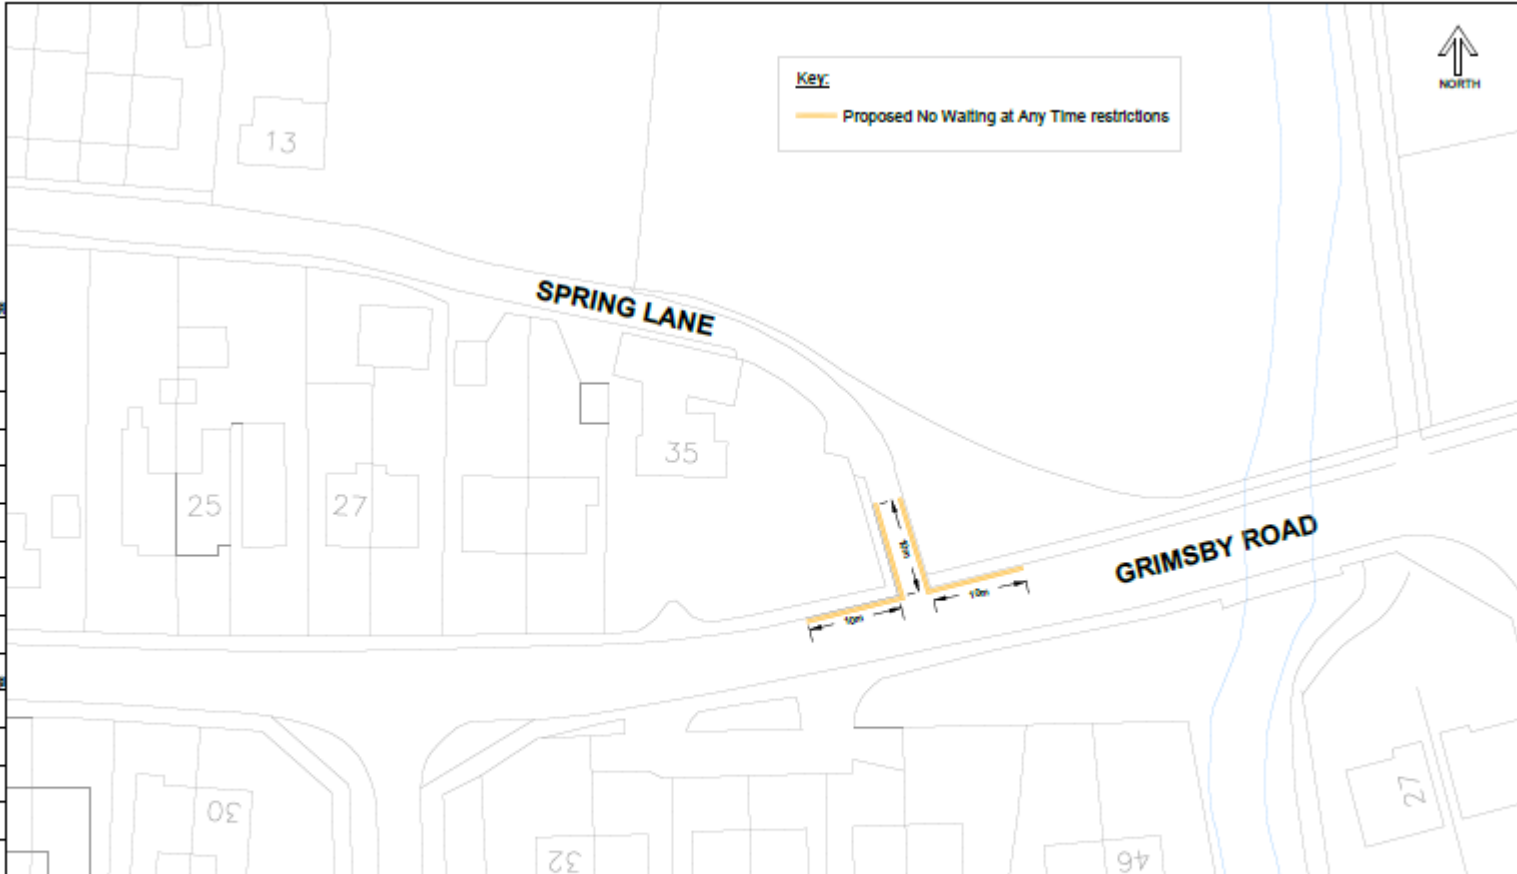 Key:
NORTH
Proposed No Waiting at Any Time restrictions
13
SPRING LANE
35
25
27
GRIMSBY ROAD
10m
10m
10m
30
32
46
27